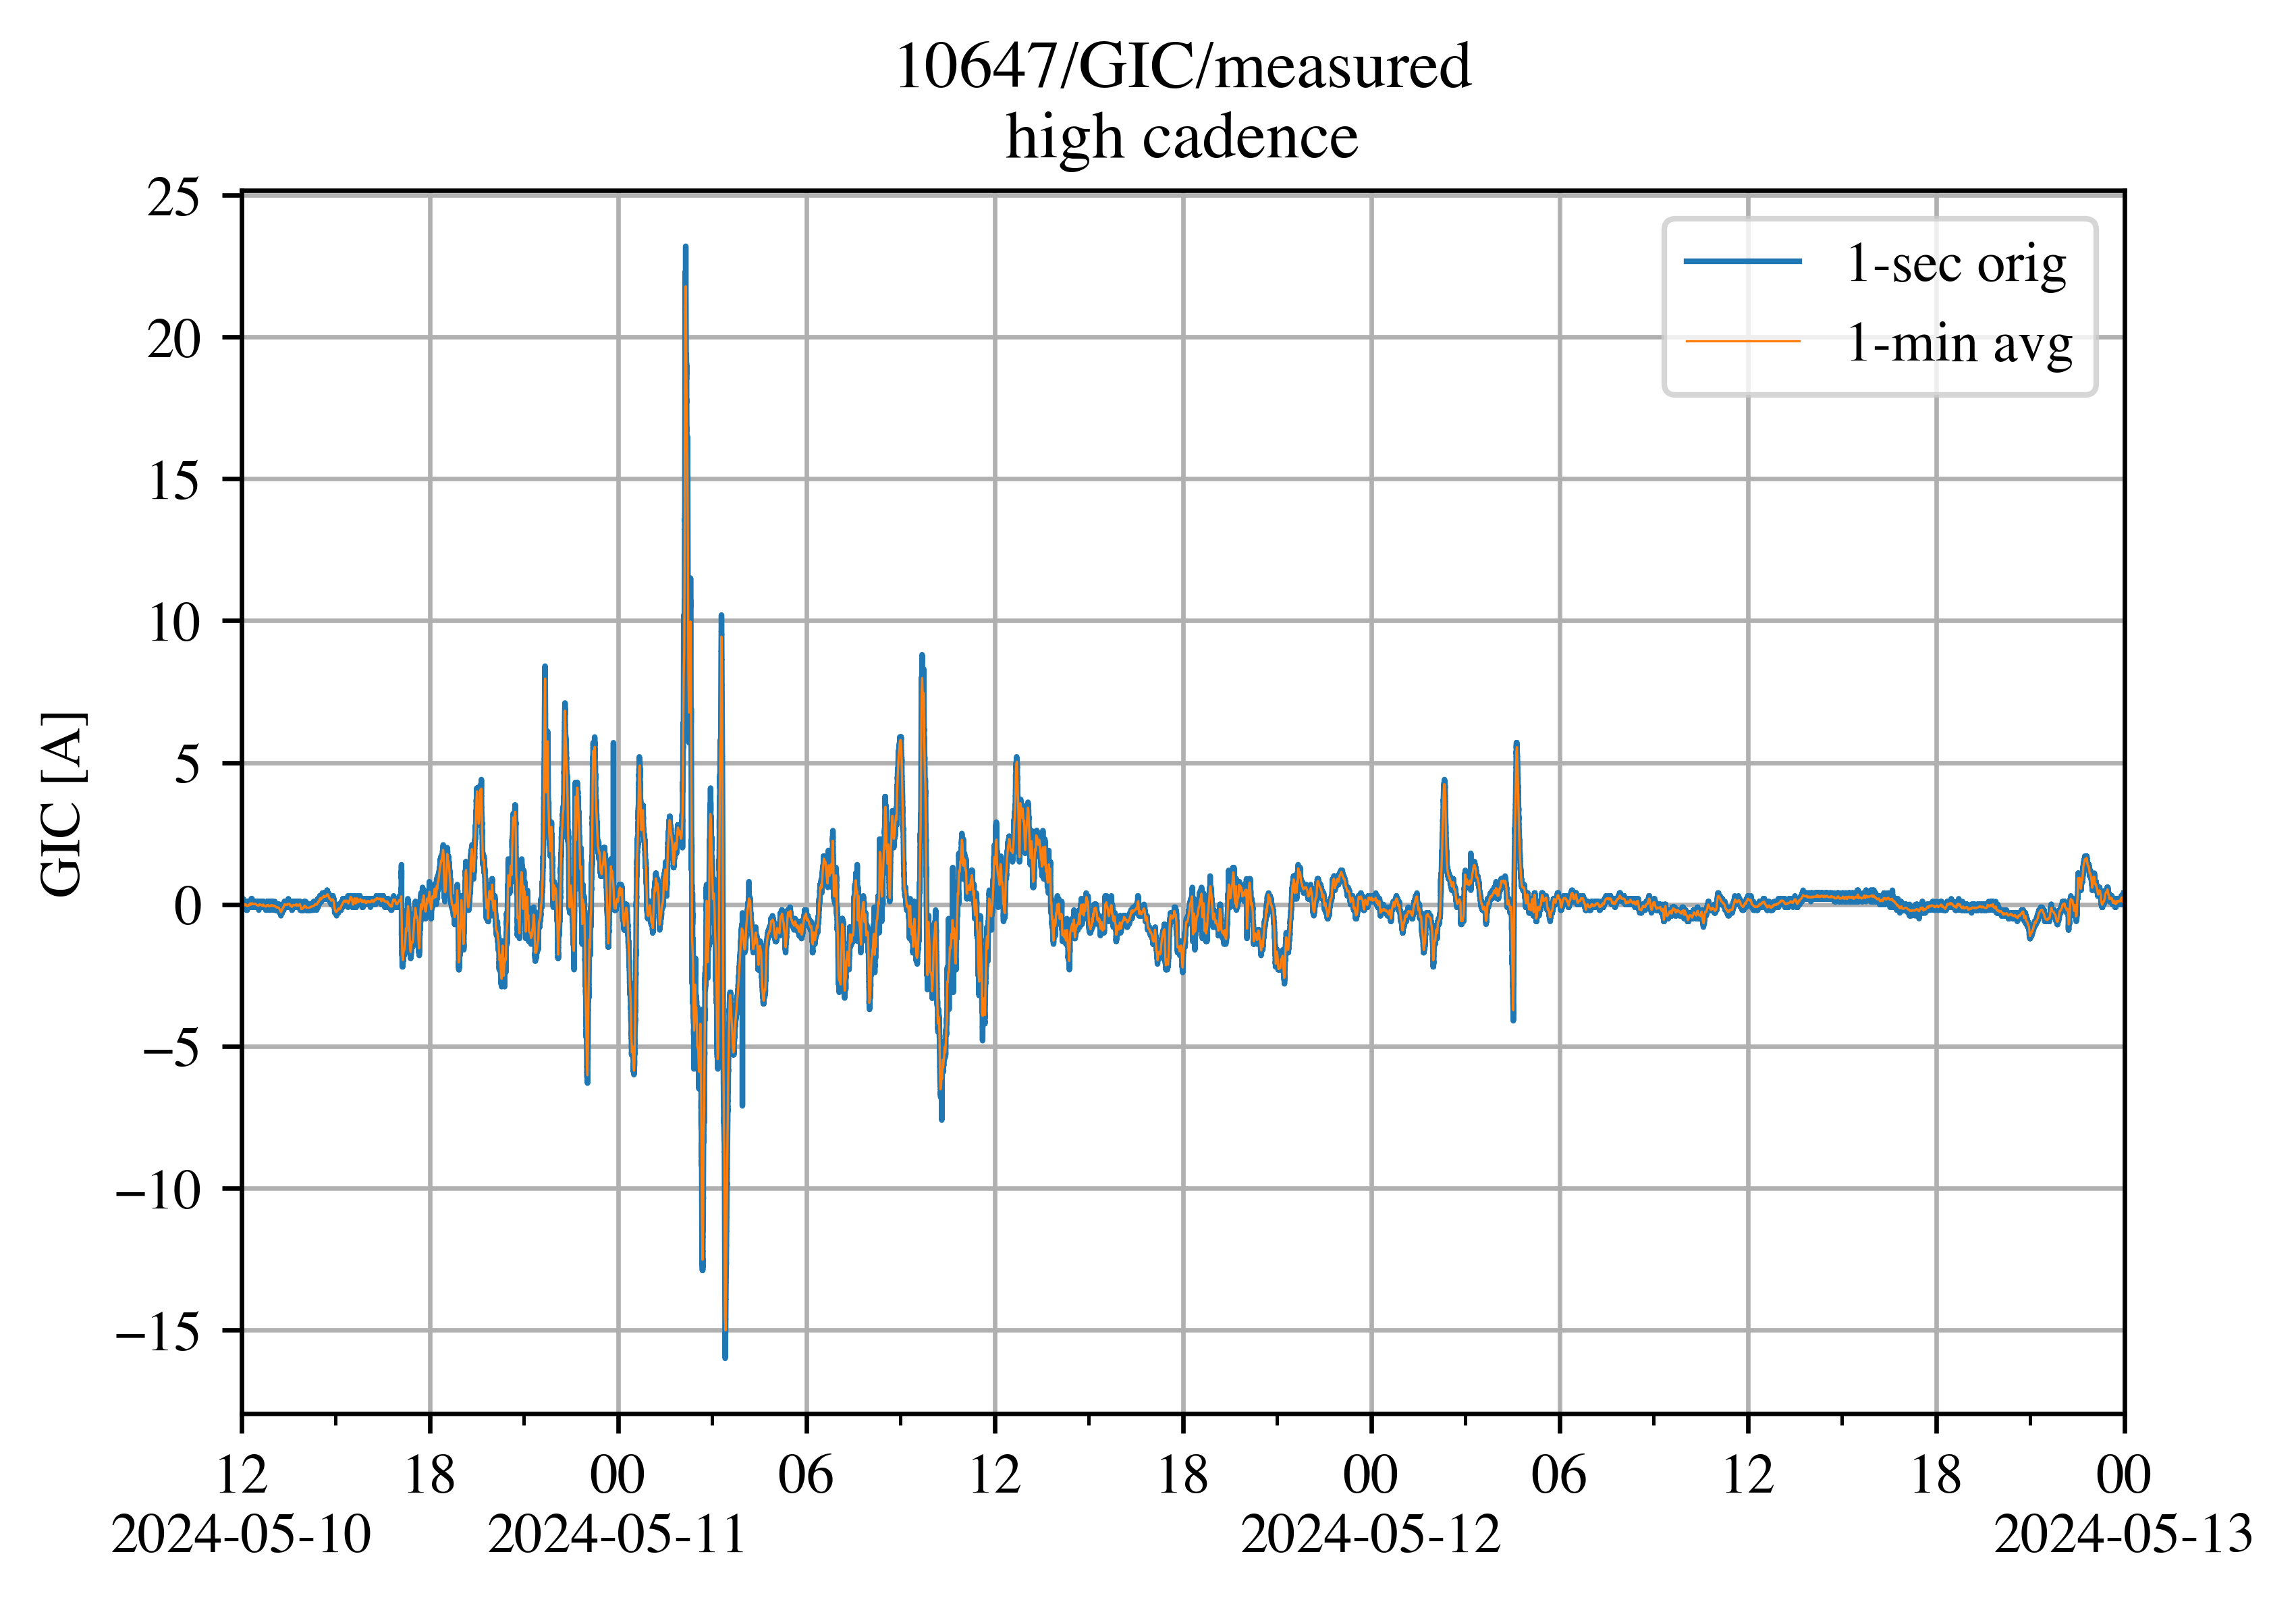 10647//GIC/measured
high cadence
25
20
15
10
5
0
−5
−10
−15
GIC [A]
1-sec orig
1-min avg
12 18 00 06 12 18 00 06 12 18 00
2024-05-10 2024-05-11 2024-05-12 2024-05-13